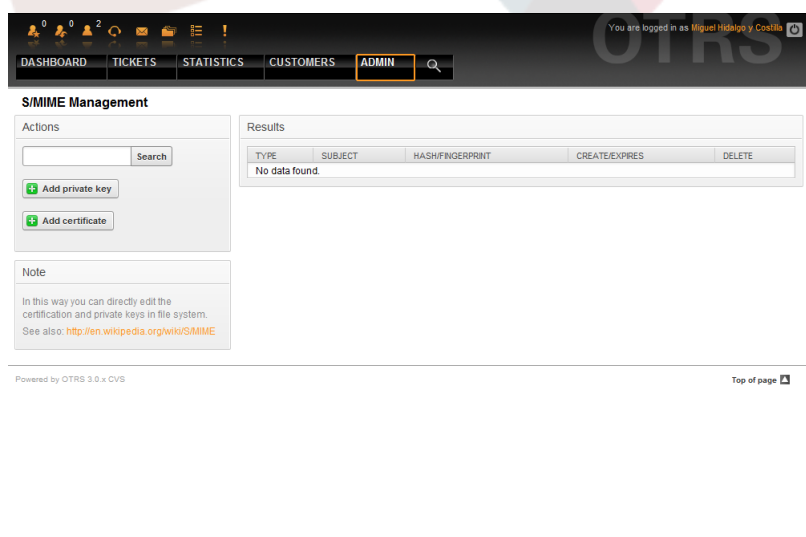 0 0 2
You are logged in as Miguel Hidalgo y Costilla
OTRS
DASHBOARD TICKETS STATISTICS CUSTOMERS ADMIN
S/MIME Management
Actions
Search
Add private key
Add certificate
Note
In this way you can directly edit the
certification and private keys in file system.
See also: http://en.wikipedia.org/wiki/S/MIME
Results
TYPE SUBJECT HASH/FINGERPRINT CREATE/EXPIRES DELETE
No data found.
Powered by OTRS 3.0.x CVS
Top of page